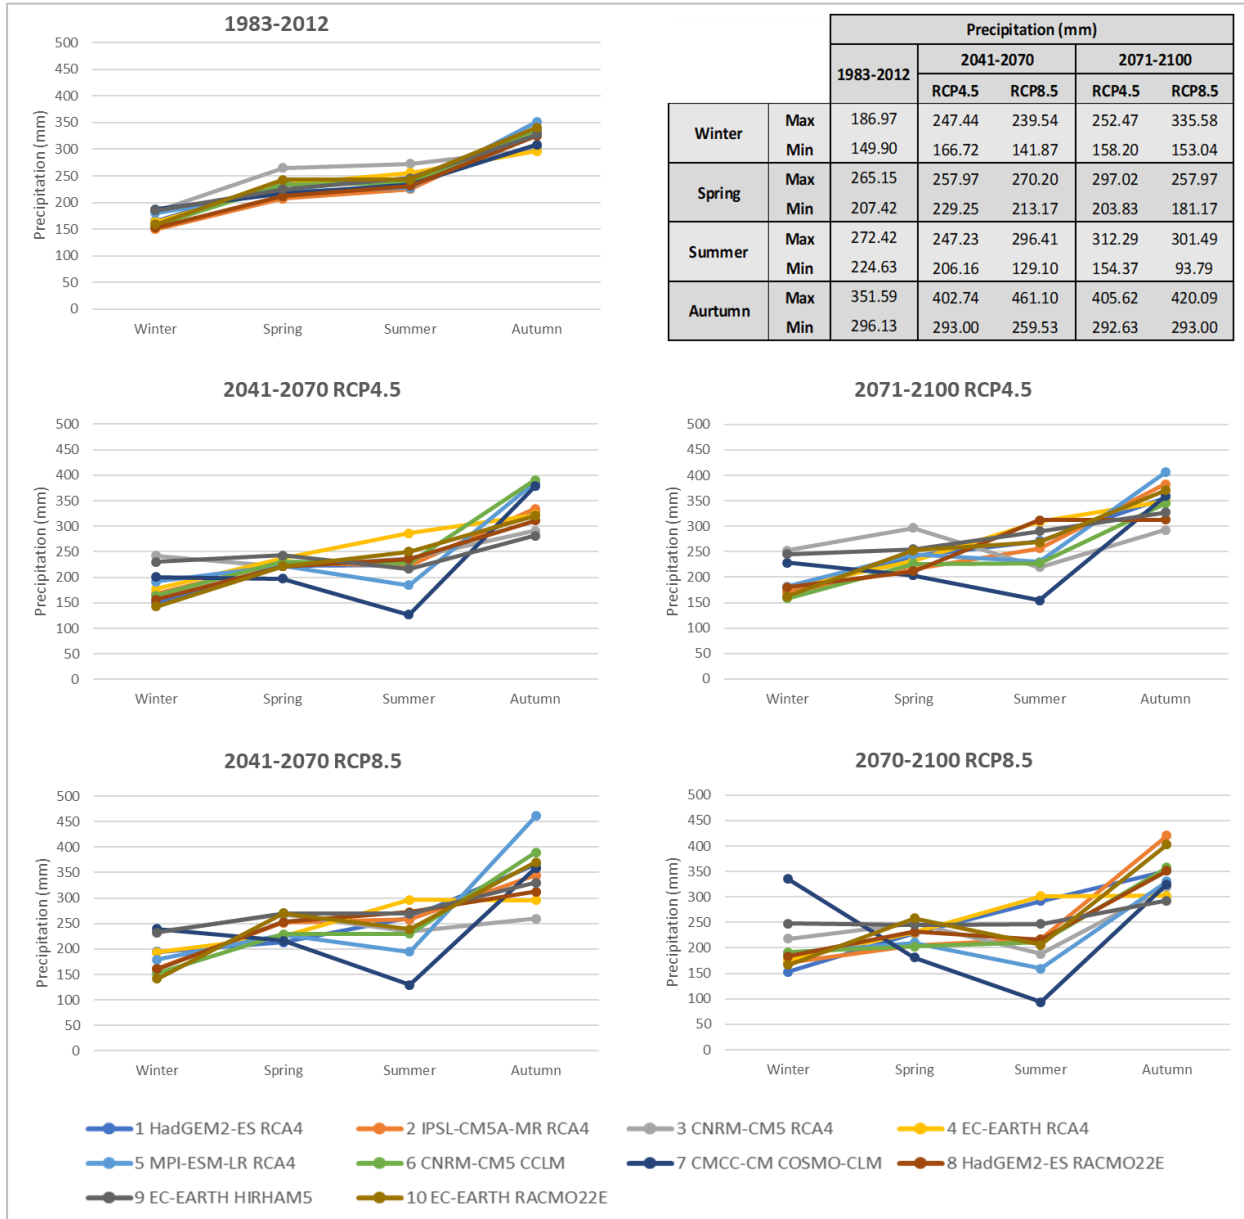 1983-2012
Precipitation (mm)
500
450
400
350
300
250
200
150
100
50
0
Winter Spring Summer Autumn
Precipitation (mm)
1983-2012 2041-2070 2071-2100
RCP4.5 RCP8.5 RCP4.5 RCP8.5
Winter Max 186.97 247.44 239.54 252.47 335.58
Min 149.90 166.72 141.87 158.20 153.04
Spring Max 265.15 257.97 270.20 297.02 257.97
Min 207.42 229.25 213.17 203.83 181.17
Summer Max 272.42 247.23 296.41 312.29 301.49
Min 224.63 206.16 129.10 154.37 93.79
Aurtumn Max 351.59 402.74 461.10 405.62 420.09
Min 296.13 293.00 259.53 292.63 293.00
2041-2070 RCP4.5
Precipitation (mm)
500
450
400
350
300
250
200
150
100
50
0
Winter Spring Summer Autumn
2071-2100 RCP4.5
Precipitation (mm)
500
450
400
350
300
250
200
150
100
50
0
Winter Spring Summer Autumn
2041-2070 RCP8.5
Precipitation (mm)
500
450
400
350
300
250
200
150
100
50
0
Winter Spring Summer Autumn
2070-2100 RCP8.5
Precipitation (mm)
500
450
400
350
300
250
200
150
100
50
0
Winter Spring Summer Autumn
1 HadGEM2-ES RCA4 2 IPSL-CM5A-MR RCA4 3 CNRM-CM5 RCA4 4 EC-EARTH RCA4
5 MPI-ESM-LR RCA4 6 CNRM-CM5 CCLM 7 CMCC-CM COSMO-CLM 8 HadGEM2-ES RACMO22E
9 EC-EARTH HIRHAM5 10 EC-EARTH RACMO22E